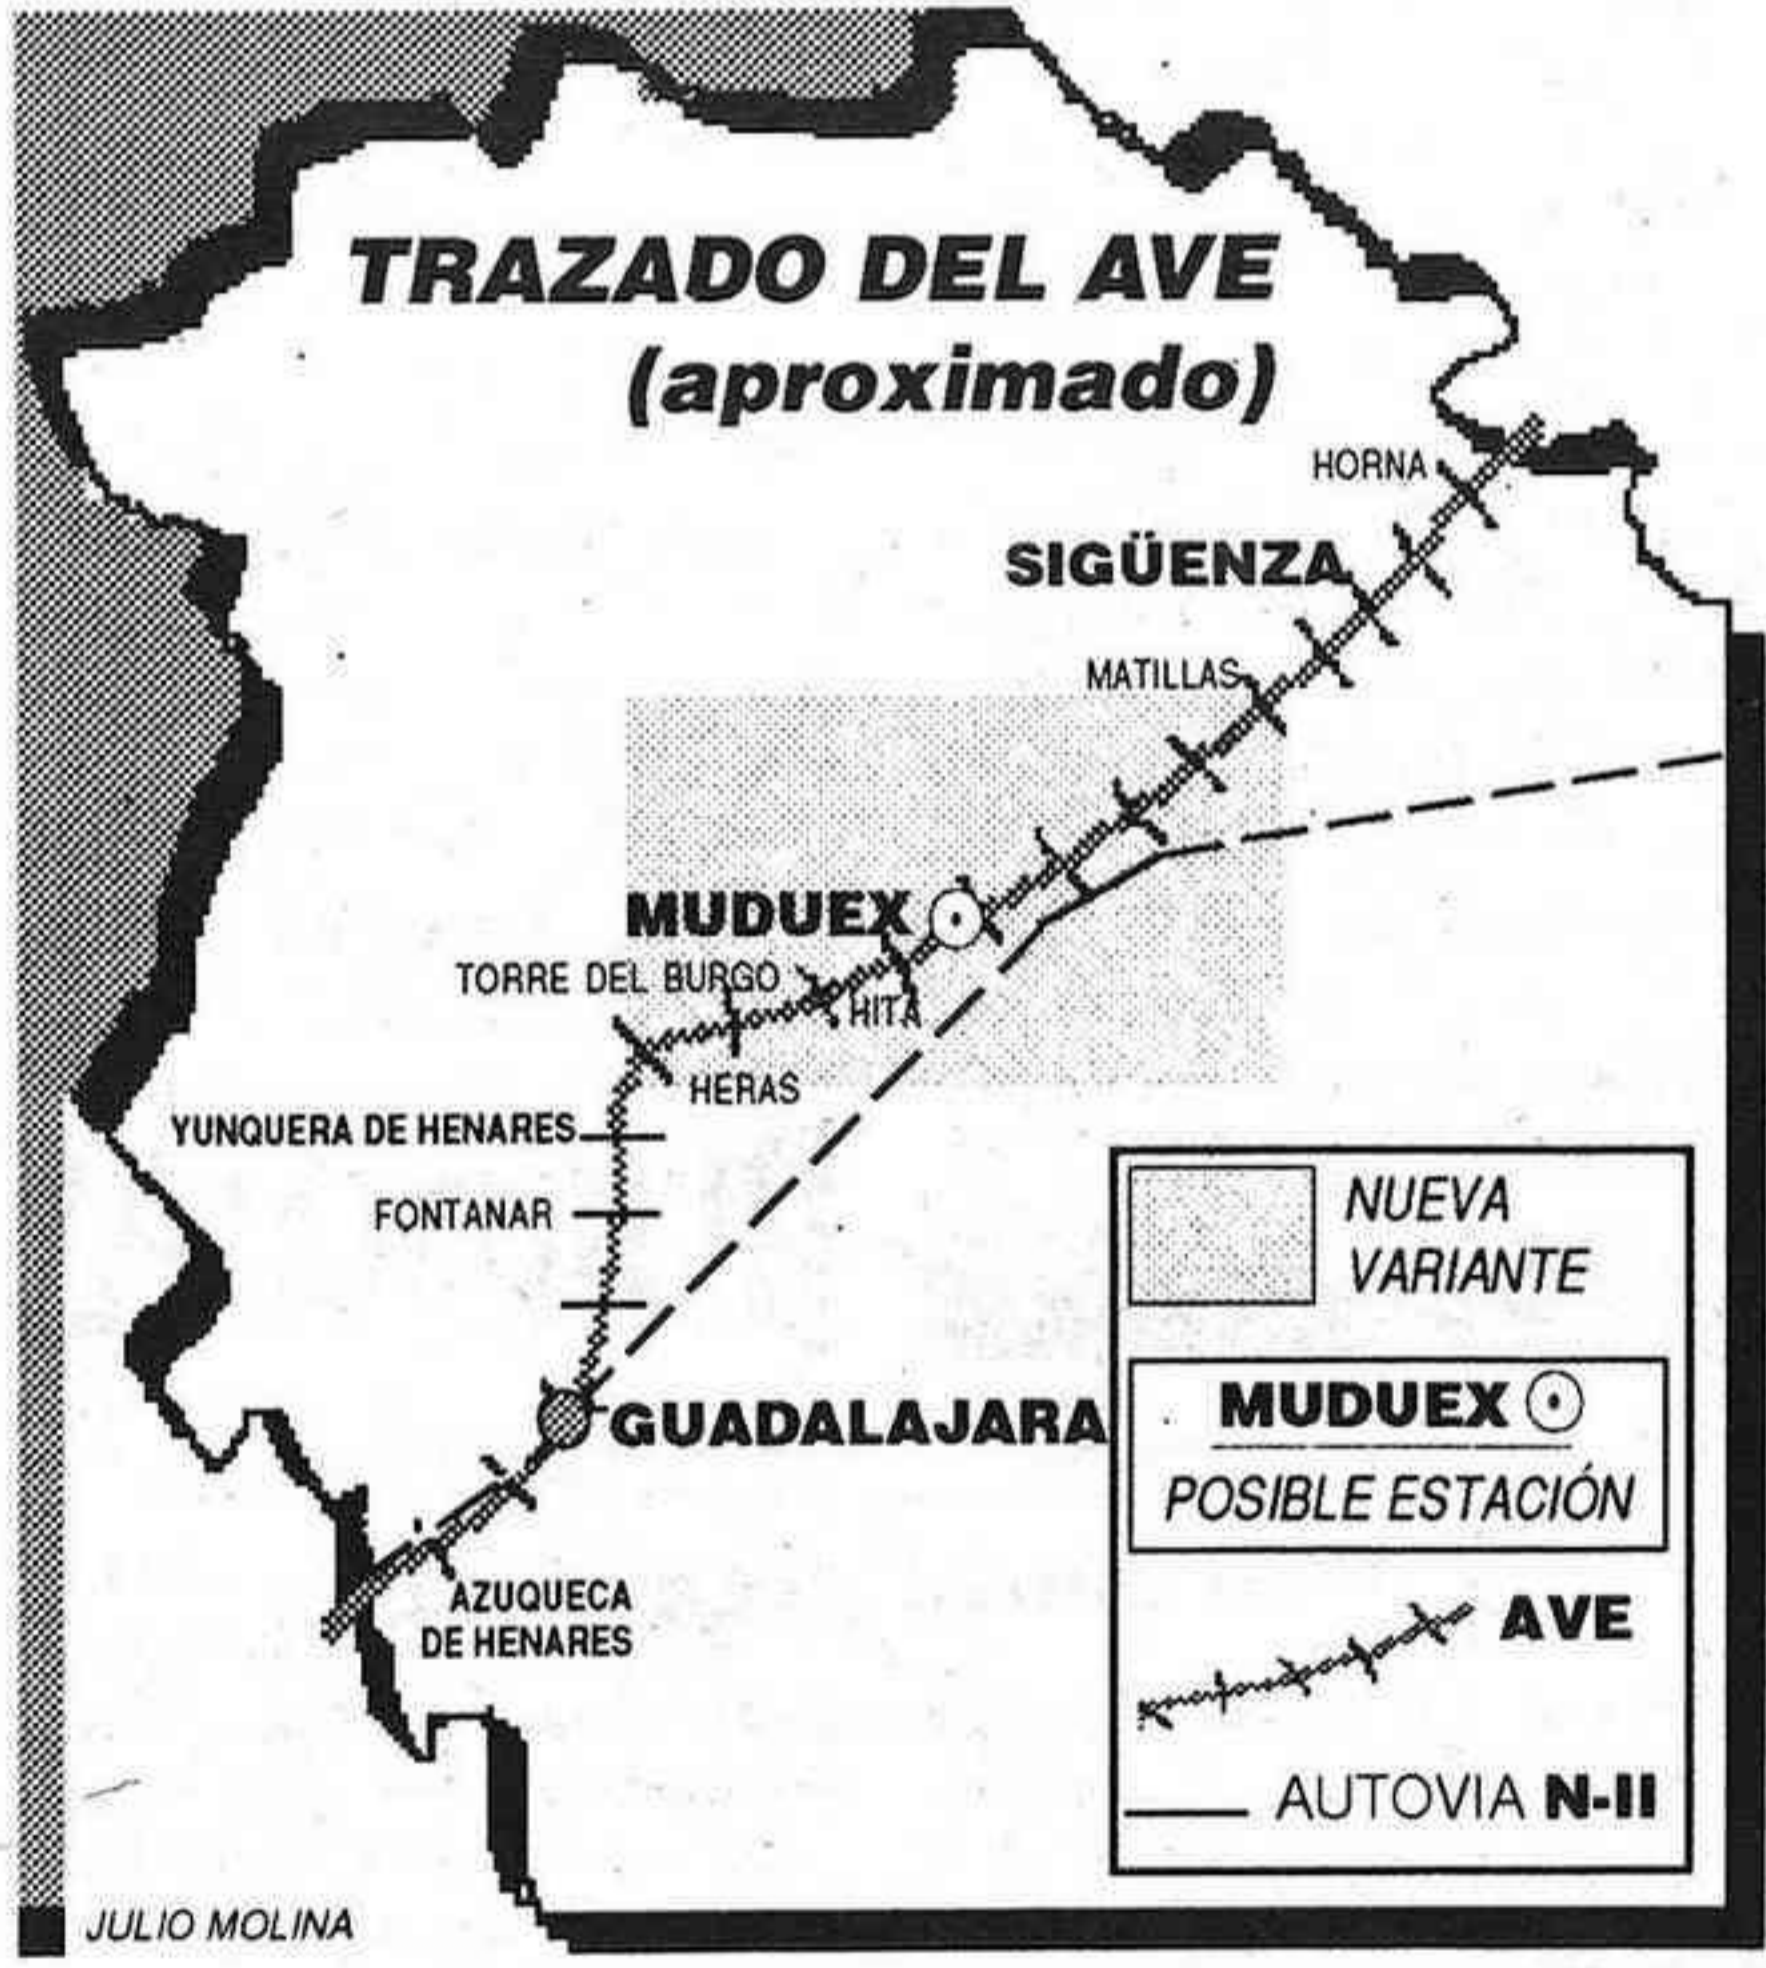 TRAZADO DEL AVE
(aproximado)
HORNA
SIGÜENZA
MATILLAS
MUDUEX
TORRE DEL BURGO
HITA
HERAS
YUNQUERA DE HENARES
FONTANAR
GUADALAJARA
AZUQUECA
DE HENARES
NUEVA
VARIANTE
MUDUEX
POSIBLE ESTACIÓN
AVE
AUTOVIA N-II
JULIO MOLINA